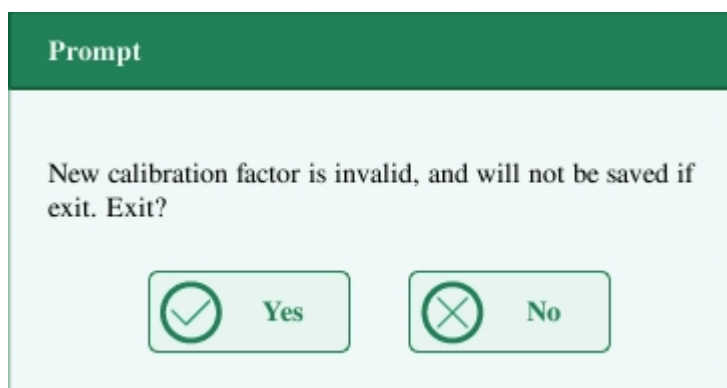 Prompt
New calibration factor is invalid, and will not be saved if
exit. Exit?
Yes
No